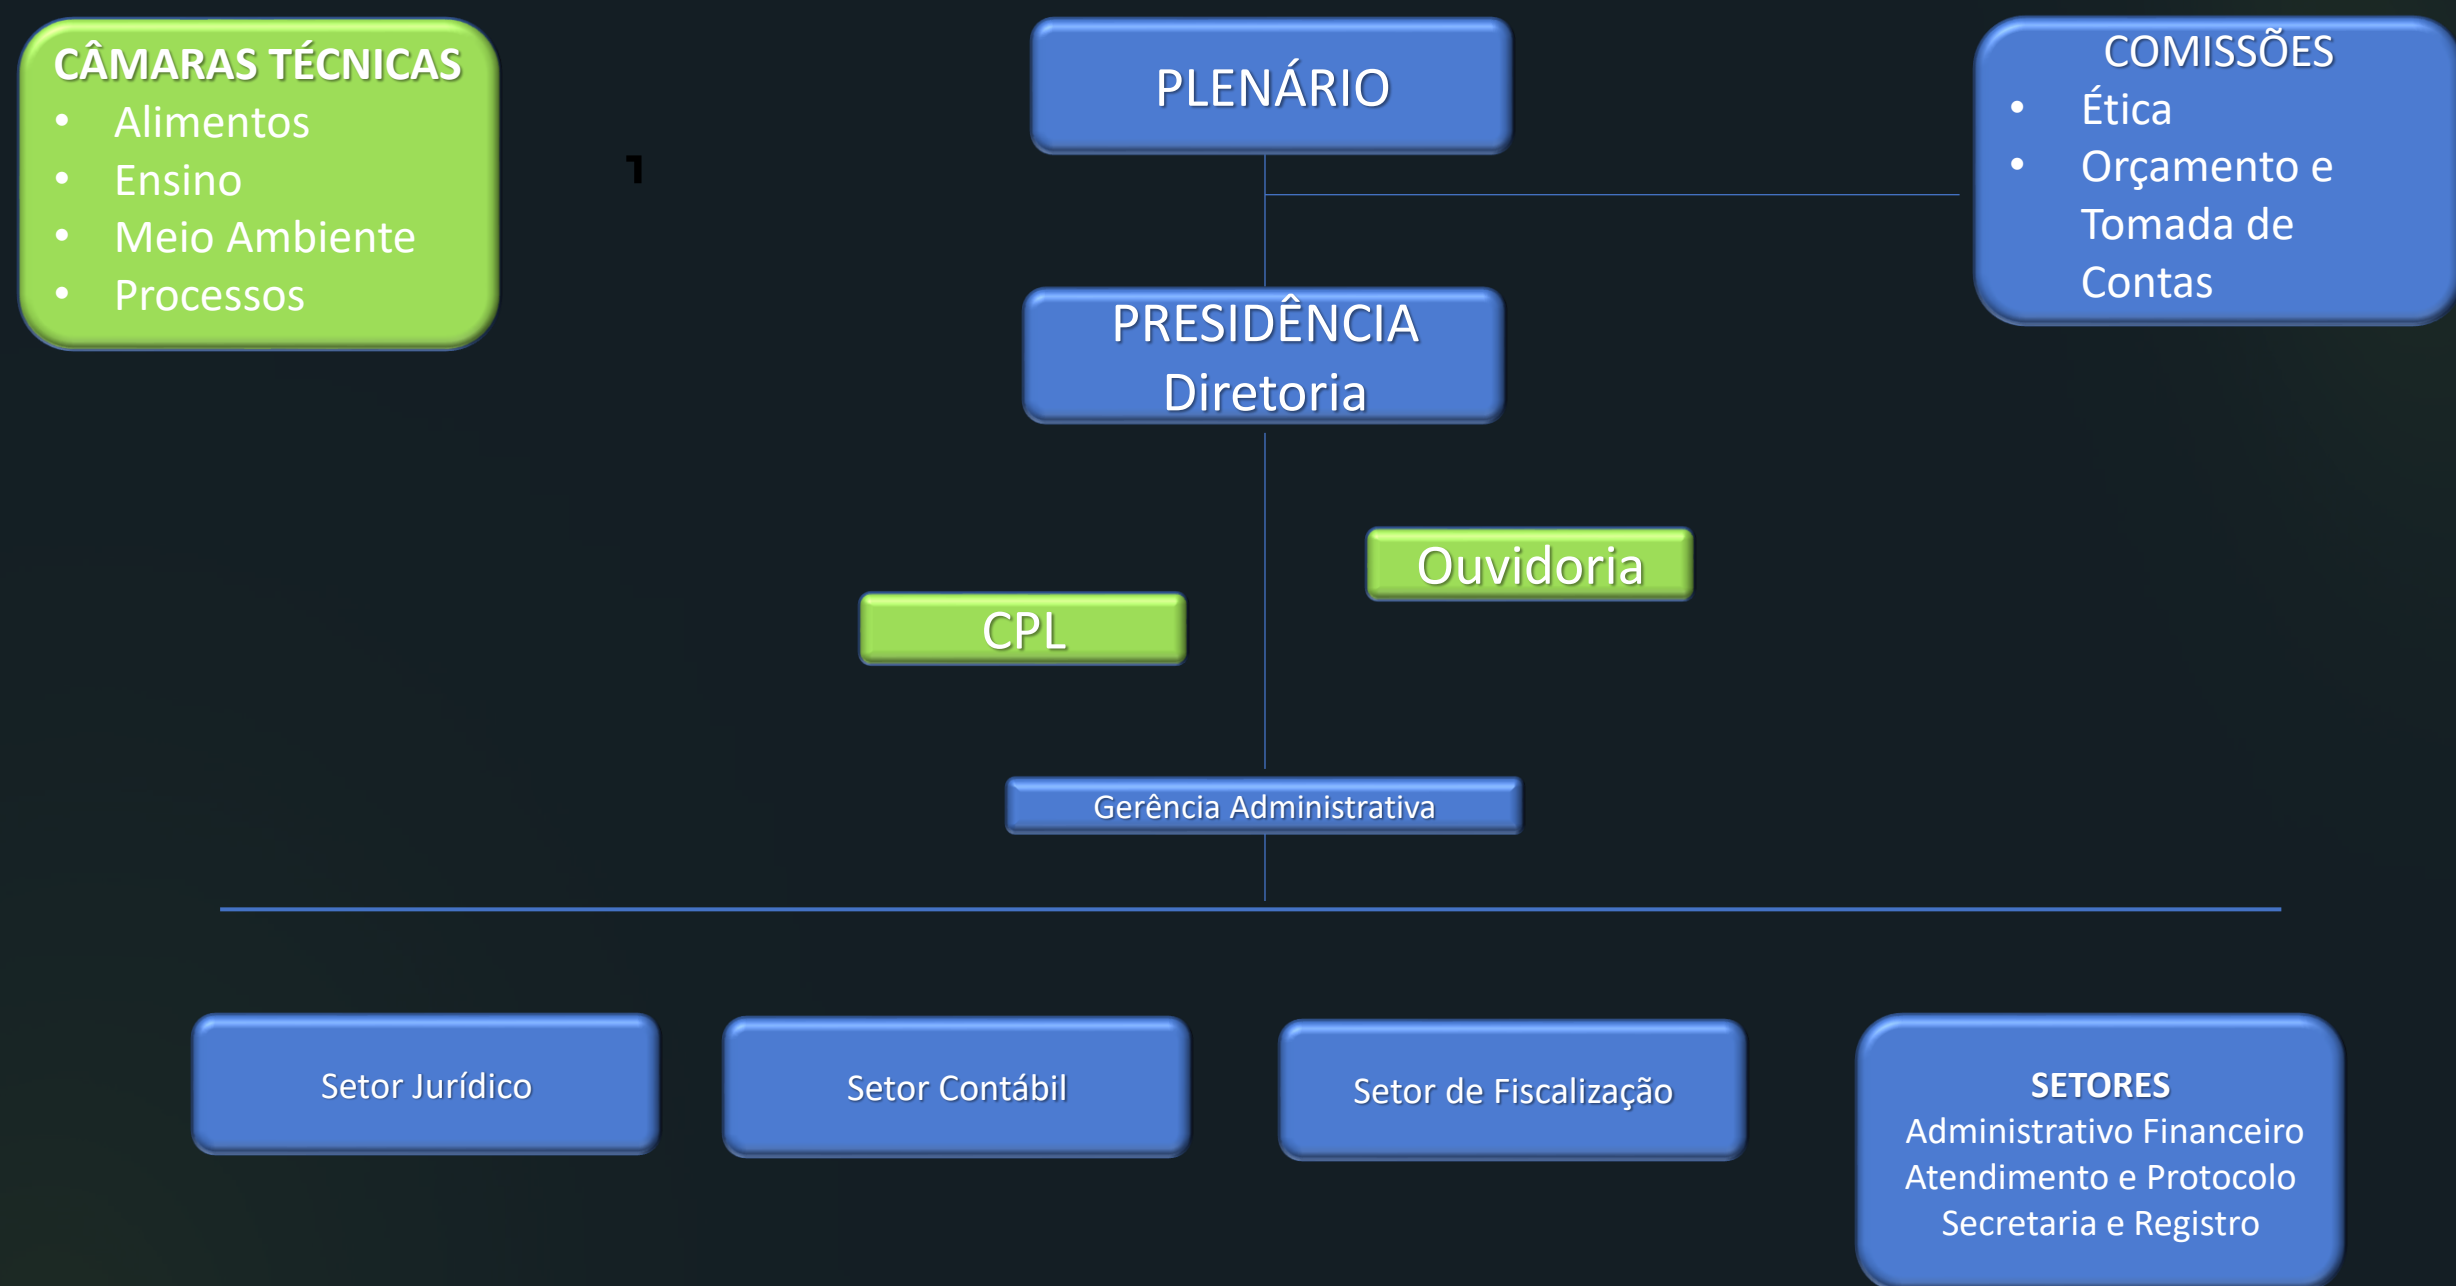 CÂMARAS TÉCNICAS
• Alimentos
• Ensino
• Meio Ambiente
• Processos
PLENÁRIO
COMISSÕES
• Ética
• Orçamento e
Tomada de
Contas
PRESIDÊNCIA
Diretoria
Ouvidoria
CPL
Gerência Administrativa
Setor Jurídico
Setor Contábil
Setor de Fiscalização
SETORES
Administrativo Financeiro
Atendimento e Protocolo
Secretaria e Registro